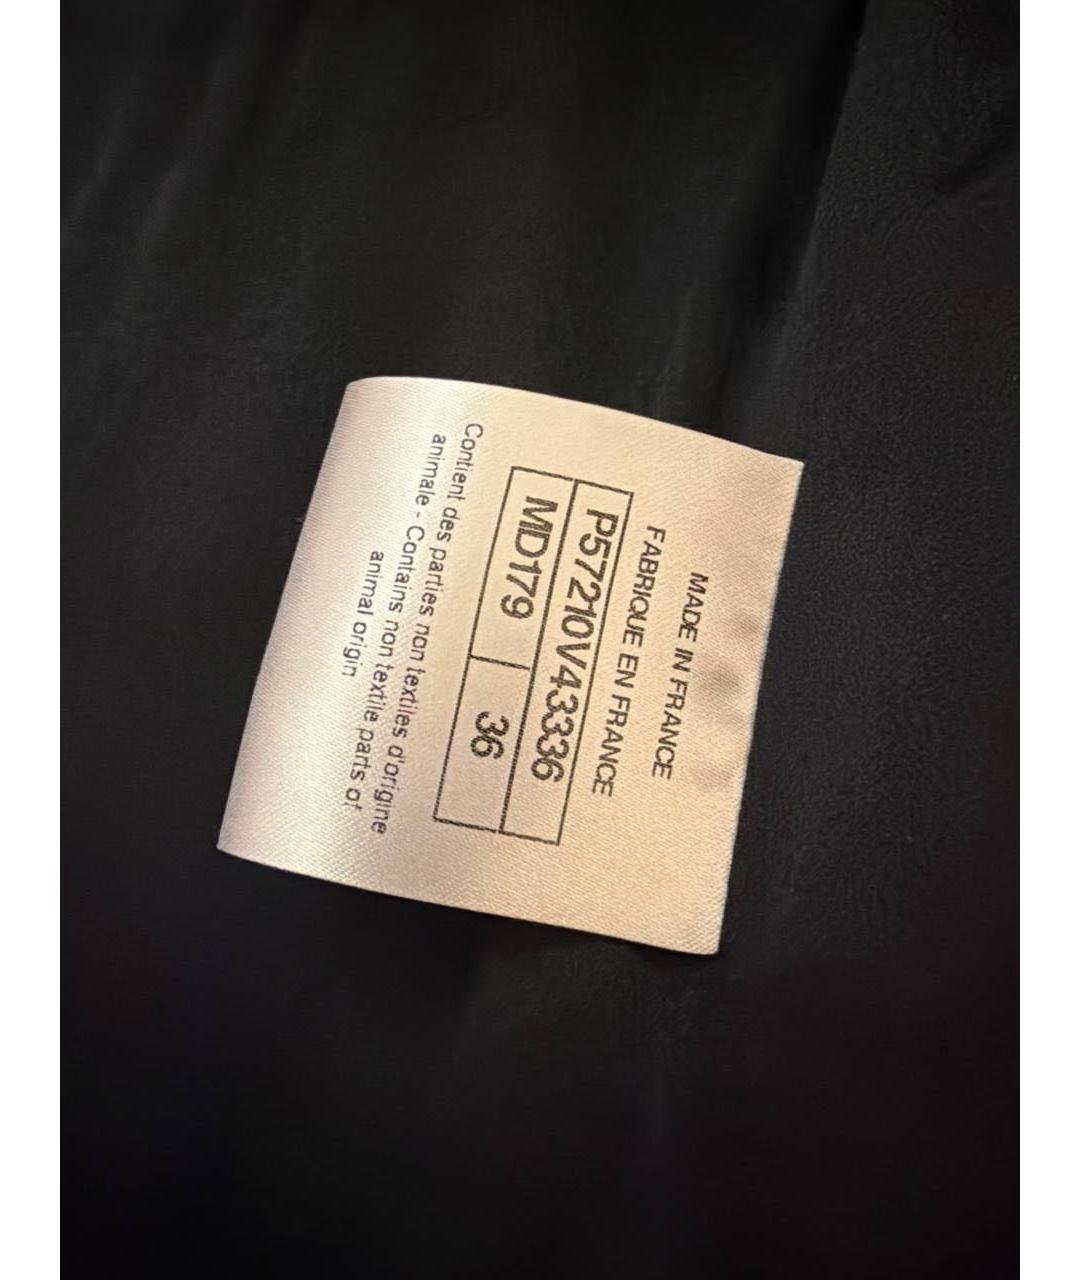 MADE IN FRANCE
FABRIQUE EN FRANCE
P57210V43336
MD179 36
Contient des parties non textiles d'origine
animale - Contains non textile parts of
animal origin